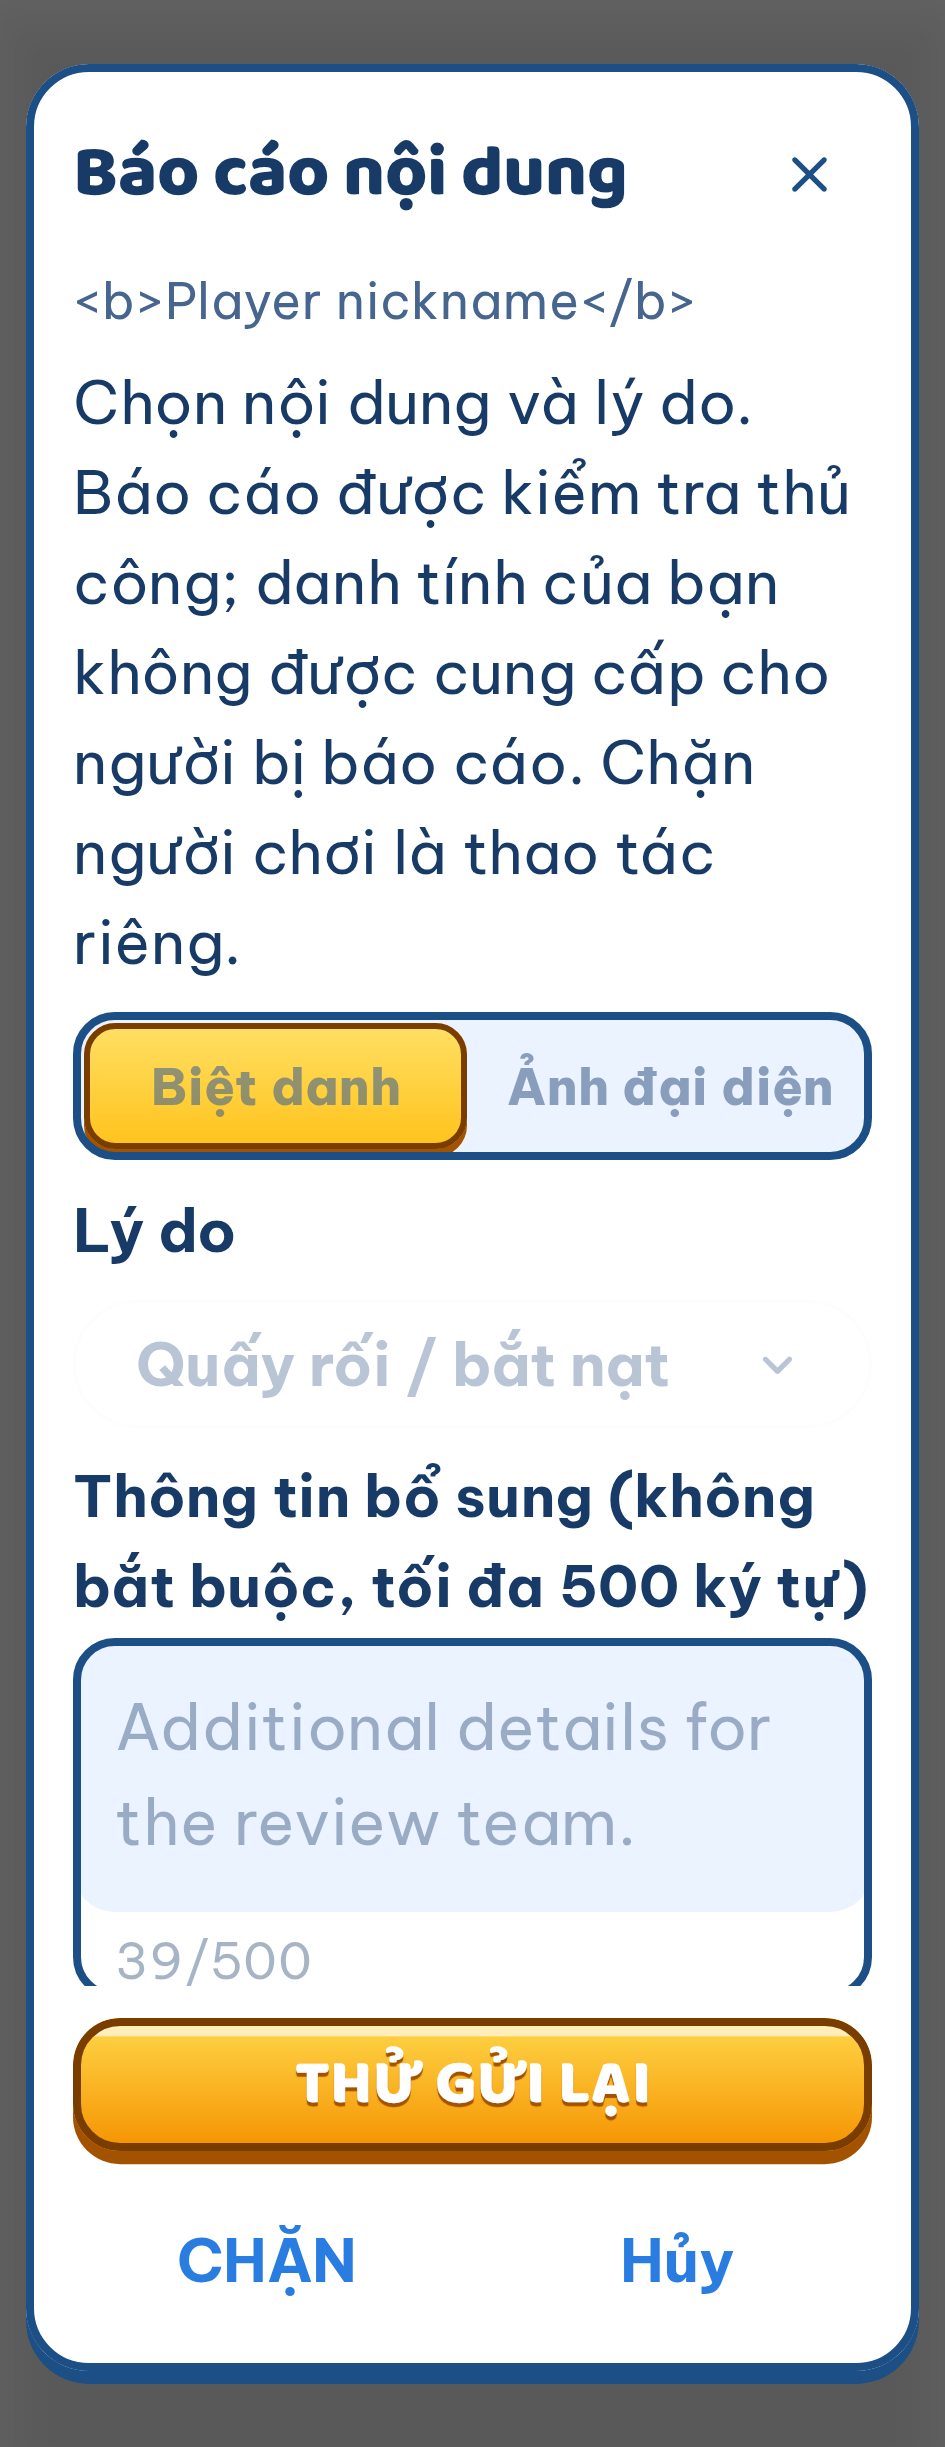 Báo cáo nội dung
<b>Player nickname</b>
Chọn nội dung và lý do.
Báo cáo được kiểm tra thủ
công; danh tính của bạn
không được cung cấp cho
người bị báo cáo. Chặn
người chơi là thao tác
riêng.
Biệt danh
Ảnh đại diện
Lý do
Quấy rối / bắt nạt
Thông tin bổ sung (không
bắt buộc, tối đa 500 ký tự)
Additional details for
the review team.
39/500
THỬ GỬI LẠI
CHẶN
Hủy